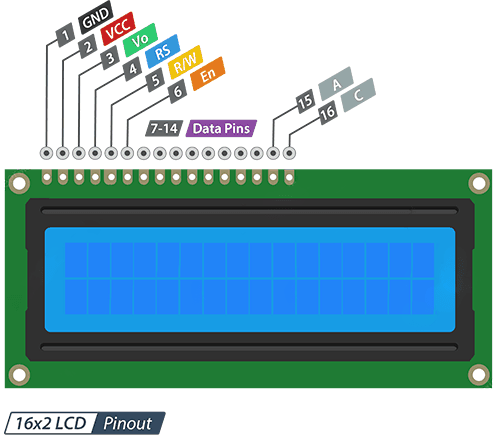 1 GND
2 VCC
3 Vo
4 RS
5 R/W
6 En
7-14 Data Pins
15 A
16 C
16x2 LCD Pinout